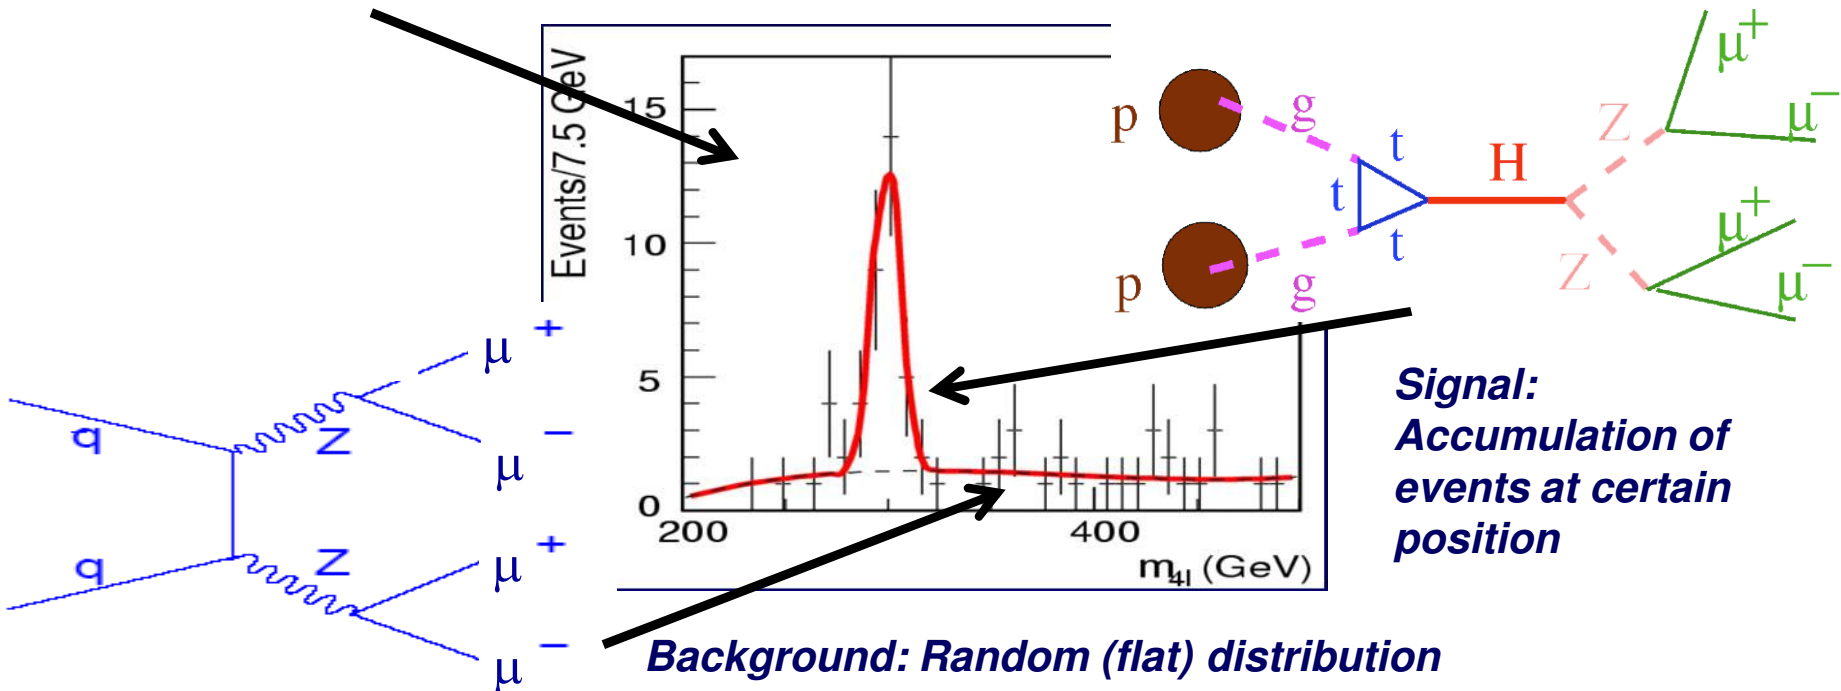 Events/7.5 GeV
15
10
5
0
200
400
m4l (GeV)
p
g
t
t
t
p
g
H
Z
μ+
μ−
Z
μ+
μ−
q
Z
μ+
μ−
q
Z
μ+
μ−
Signal:
Accumulation of
events at certain
position
Background: Random (flat) distribution